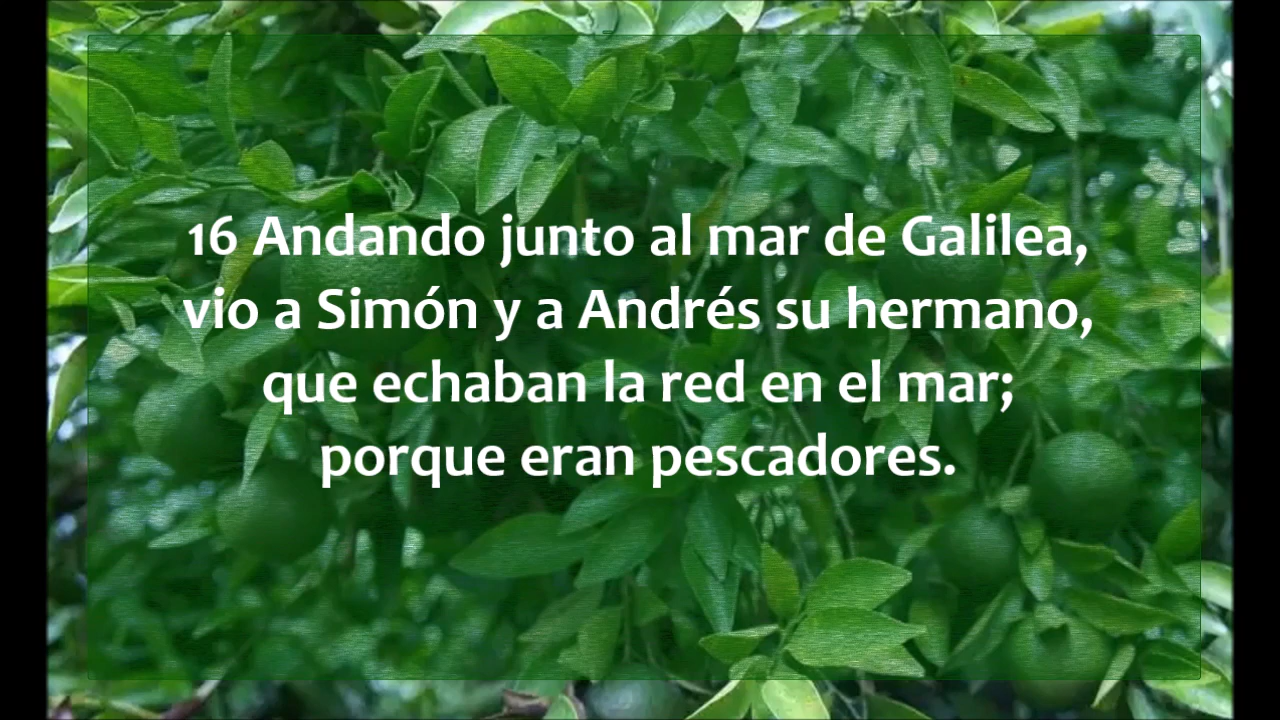 16 Andando junto al mar de Galilea,
vio a Simón y a Andrés su hermano,
que echaban la red en el mar;
porque eran pescadores.